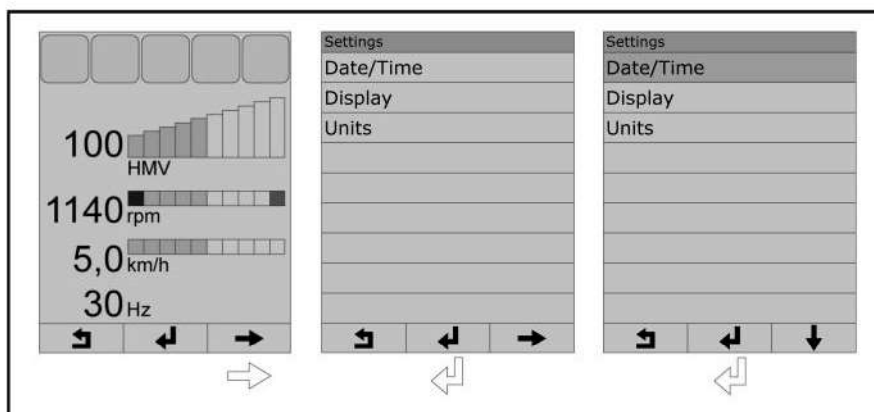 100
HMV
1140 rpm
5,0 km/h
30 Hz
Settings
Date/Time
Display
Units
Settings
Date/Time
Display
Units